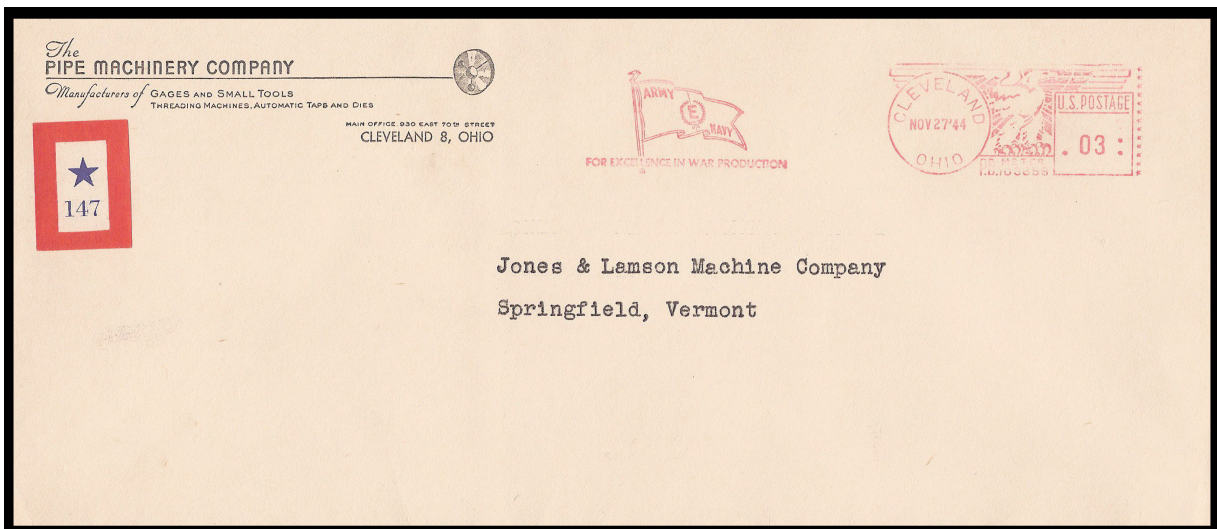 The
PIPE MACHINERY COMPANY
Manufacturers of GAGES AND SMALL TOOLS
THREADING MACHINES, AUTOMATIC TAPS AND DIES
MAIN OFFICE 930 EAST 70TH STREET
CLEVELAND 8, OHIO
147
ARMY
E
NAVY
FOR EXCELLENCE IN WAR PRODUCTION
CLEVELAND
NOV 27 '44
OHIO
U.S. POSTAGE
.03
Jones & Lamson Machine Company
Springfield, Vermont